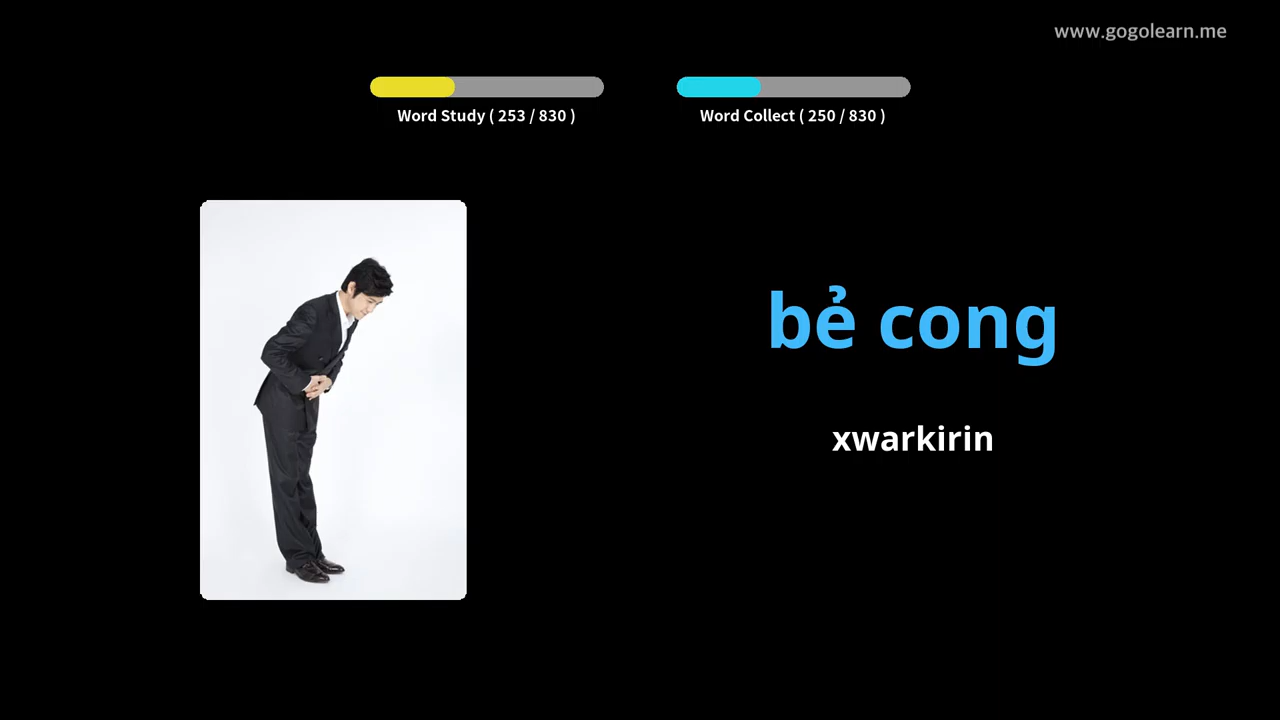 www.gogolearn.me
Word Study ( 253 / 830 )
Word Collect ( 250 / 830 )
bẻ cong
xwarkirin